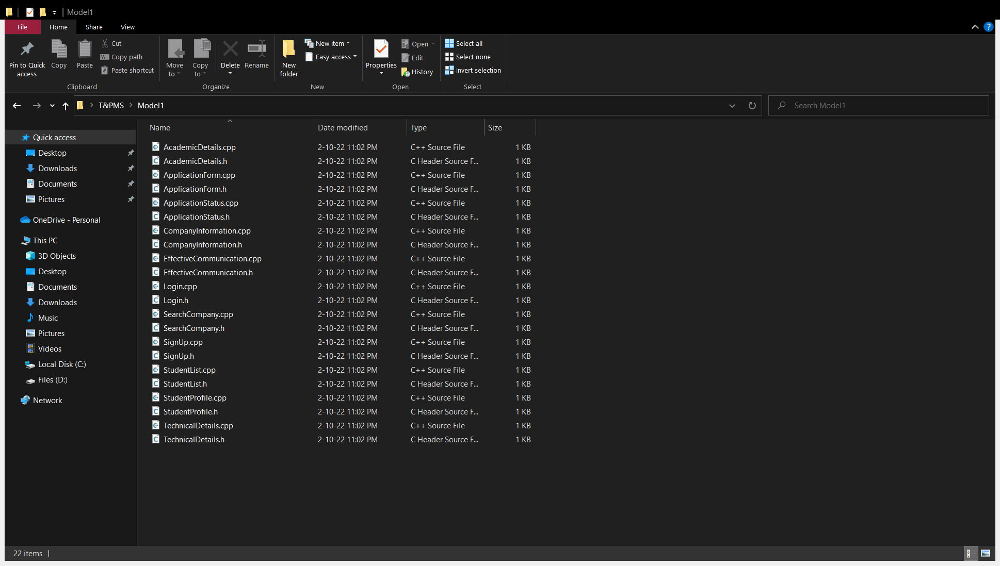 Model1
File Home Share View
Pin to Quick access
Copy
Paste
Cut
Copy path
Paste shortcut
Clipboard
Move to
Copy to
Delete
Rename
Organize
New folder
New item
Easy access
New
Properties
Open
Edit
History
Open
Select all
Select none
Invert selection
Select
T&PMS > Model1
Search Model1
Quick access
Desktop
Downloads
Documents
Pictures
OneDrive - Personal
This PC
3D Objects
Desktop
Documents
Downloads
Music
Pictures
Videos
Local Disk (C:)
Files (D:)
Network
Name Date modified Type Size
AcademicDetails.cpp 2-10-22 11:02 PM C++ Source File 1 KB
AcademicDetails.h 2-10-22 11:02 PM C Header Source F... 1 KB
ApplicationForm.cpp 2-10-22 11:02 PM C++ Source File 1 KB
ApplicationForm.h 2-10-22 11:02 PM C Header Source F... 1 KB
ApplicationStatus.cpp 2-10-22 11:02 PM C++ Source File 1 KB
ApplicationStatus.h 2-10-22 11:02 PM C Header Source F... 1 KB
CompanyInformation.cpp 2-10-22 11:02 PM C++ Source File 1 KB
CompanyInformation.h 2-10-22 11:02 PM C Header Source F... 1 KB
EffectiveCommunication.cpp 2-10-22 11:02 PM C++ Source File 1 KB
EffectiveCommunication.h 2-10-22 11:02 PM C Header Source F... 1 KB
Login.cpp 2-10-22 11:02 PM C++ Source File 1 KB
Login.h 2-10-22 11:02 PM C Header Source F... 1 KB
SearchCompany.cpp 2-10-22 11:02 PM C++ Source File 1 KB
SearchCompany.h 2-10-22 11:02 PM C Header Source F... 1 KB
SignUp.cpp 2-10-22 11:02 PM C++ Source File 1 KB
SignUp.h 2-10-22 11:02 PM C Header Source F... 1 KB
StudentList.cpp 2-10-22 11:02 PM C++ Source File 1 KB
StudentList.h 2-10-22 11:02 PM C Header Source F... 1 KB
StudentProfile.cpp 2-10-22 11:02 PM C++ Source File 1 KB
StudentProfile.h 2-10-22 11:02 PM C Header Source F... 1 KB
TechnicalDetails.cpp 2-10-22 11:02 PM C++ Source File 1 KB
TechnicalDetails.h 2-10-22 11:02 PM C Header Source F... 1 KB
22 items